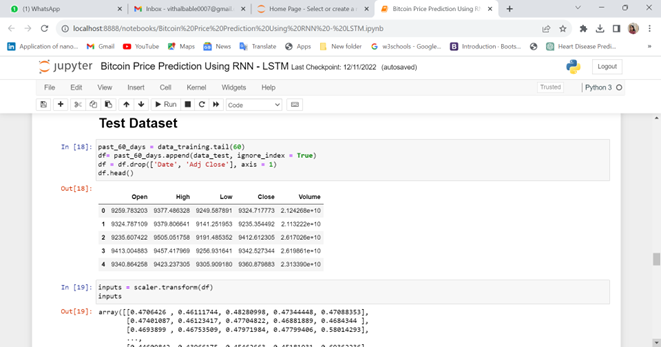 (1) WhatsApp
Inbox - vithalbable0007@gmail.
Home Page - Select or create a n
Bitcoin Price Prediction Using RN
localhost:8888/notebooks/Bitcoin%20Price%20Prediction%20Using%20RNN%20-%20LSTM.ipynb
Application of nano...
Gmail
YouTube
Maps
News
Translate
Apps
New folder
w3schools - Google...
Introduction · Boots...
Heart Disease Predi...
jupyter Bitcoin Price Prediction Using RNN - LSTM Last Checkpoint: 12/11/2022 (autosaved)
Logout
File Edit View Insert Cell Kernel Widgets Help
Trusted
Python 3
Run
Code
Test Dataset
In [18]: past_60_days = data_training.tail(60)
df= past_60_days.append(data_test, ignore_index = True)
df = df.drop(['Date', 'Adj Close'], axis = 1)
df.head()
Out[18]:
Open High Low Close Volume
0 9259.783203 9377.486328 9249.587891 9324.717773 2.124268e+10
1 9324.787109 9379.806641 9141.251953 9235.354492 2.113222e+10
2 9235.607422 9505.051758 9191.485352 9412.612305 2.617026e+10
3 9413.004883 9457.417969 9256.931641 9342.527344 2.619861e+10
4 9340.864258 9423.237305 9305.909180 9360.879883 2.313390e+10
In [19]: inputs = scaler.transform(df)
inputs
Out[19]: array([[0.4706426 , 0.46111744, 0.48280998, 0.47344448, 0.47088353],
[0.47401087, 0.46123417, 0.47704822, 0.46881889, 0.4684344 ],
[0.4693899 , 0.46753509, 0.47971984, 0.47799406, 0.58014293],
...,